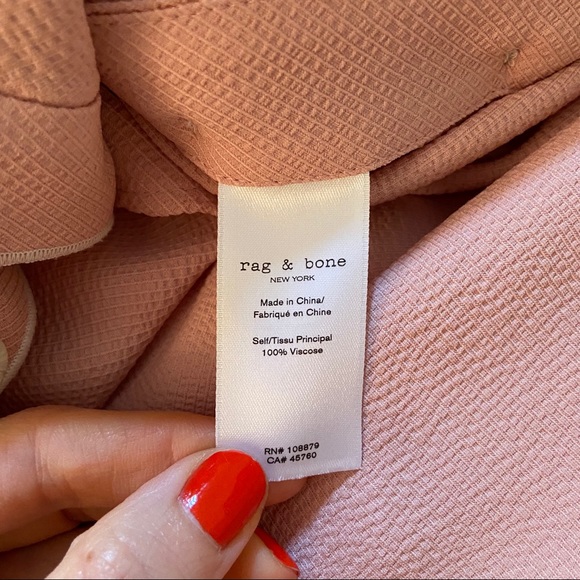 rag & bone
NEW YORK
Made in China/
Fabriqué en Chine
Self/Tissu Principal
100% Viscose
RN# 108879
CA# 45760